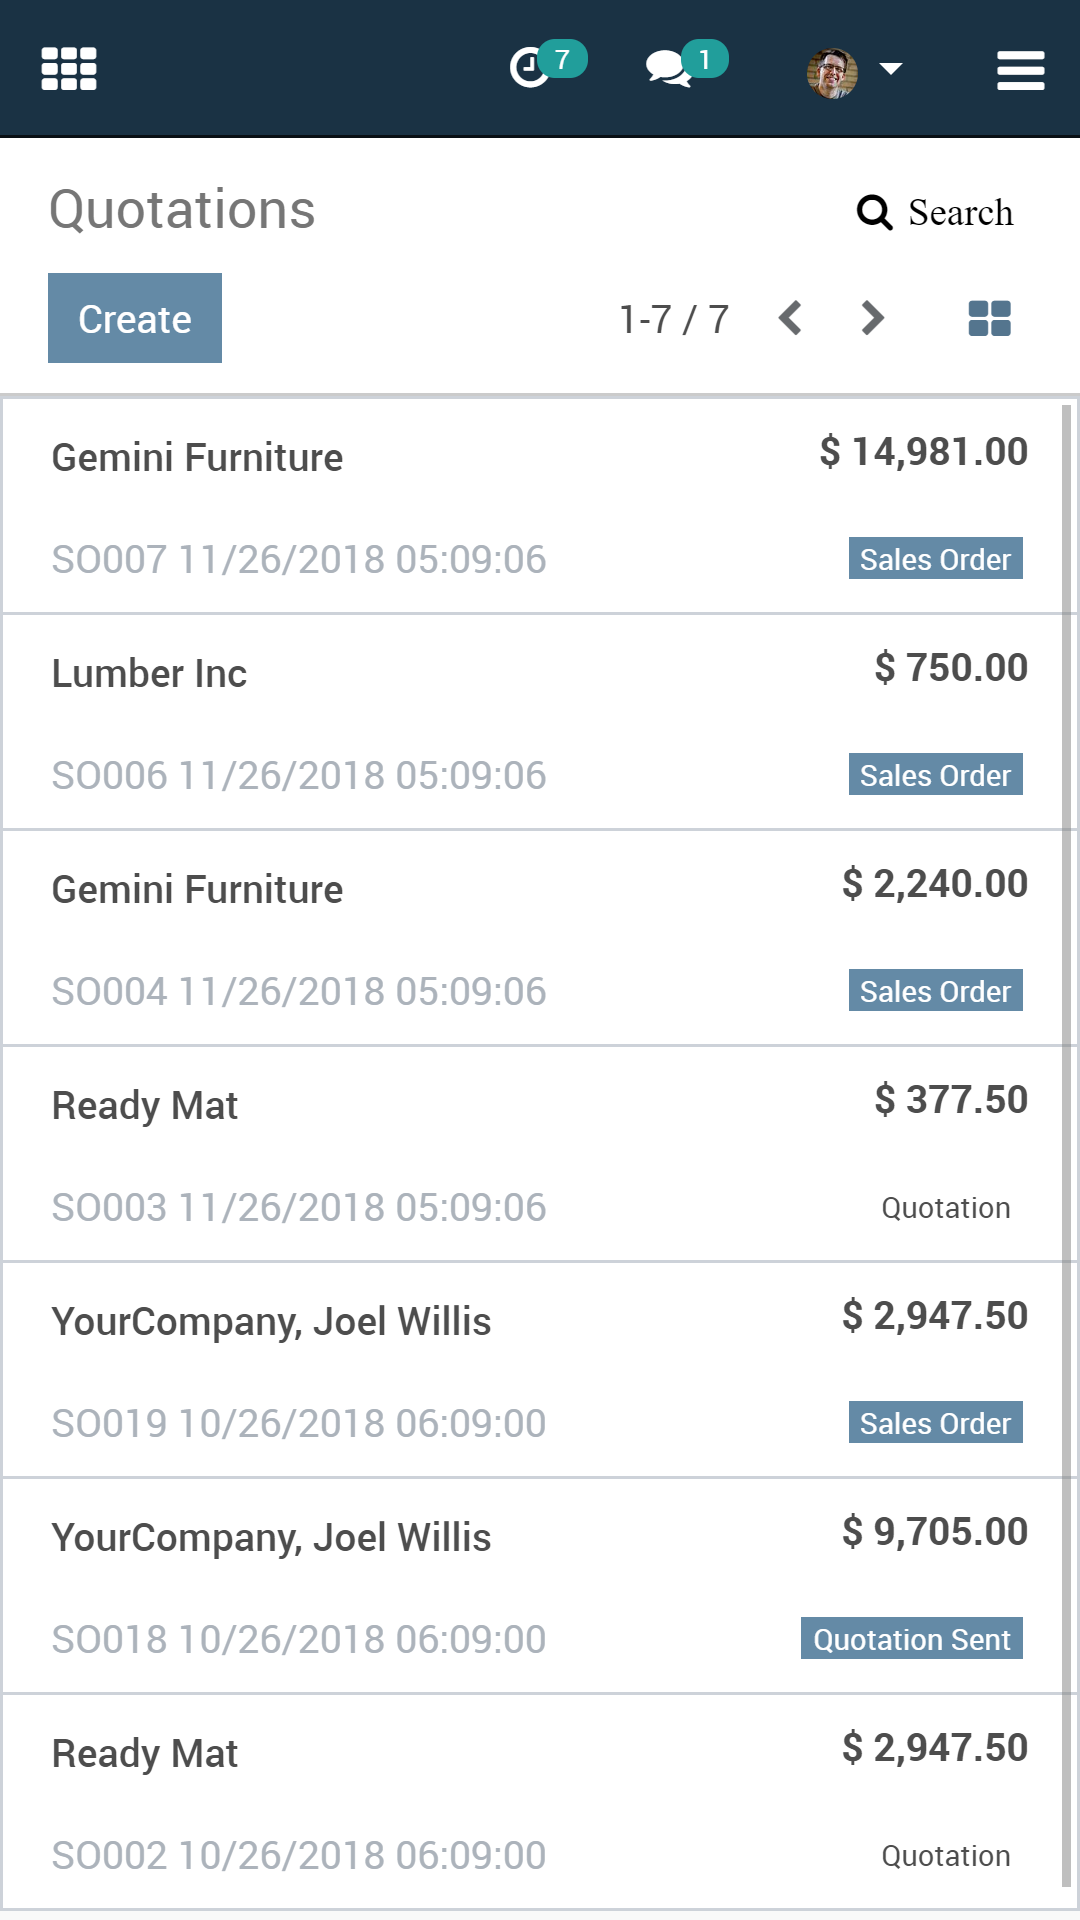 7 1
Quotations Search
Create 1-7 / 7
Gemini Furniture $ 14,981.00
SO007 11/26/2018 05:09:06 Sales Order
Lumber Inc $ 750.00
SO006 11/26/2018 05:09:06 Sales Order
Gemini Furniture $ 2,240.00
SO004 11/26/2018 05:09:06 Sales Order
Ready Mat $ 377.50
SO003 11/26/2018 05:09:06 Quotation
YourCompany, Joel Willis $ 2,947.50
SO019 10/26/2018 06:09:00 Sales Order
YourCompany, Joel Willis $ 9,705.00
SO018 10/26/2018 06:09:00 Quotation Sent
Ready Mat $ 2,947.50
SO002 10/26/2018 06:09:00 Quotation